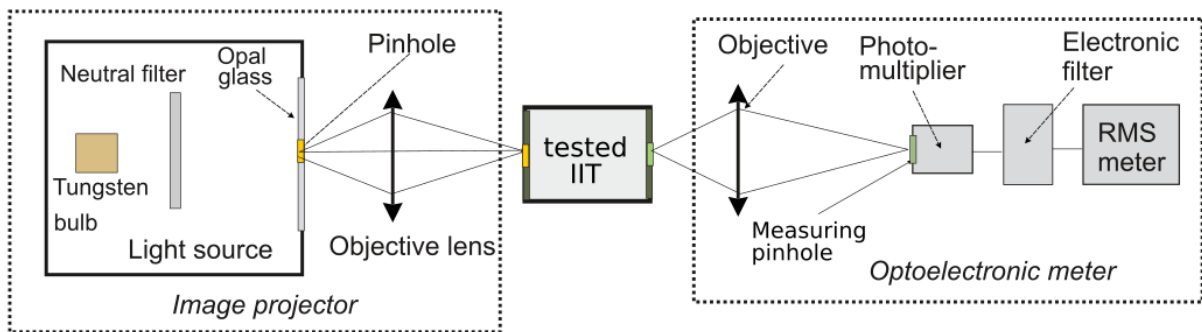 Neutral filter
Opal
glass
Pinhole
Tungsten
bulb
Light source
Objective lens
Image projector
tested
IIT
Objective
Photo-
multiplier
Electronic
filter
RMS
meter
Measuring
pinhole
Optoelectronic meter